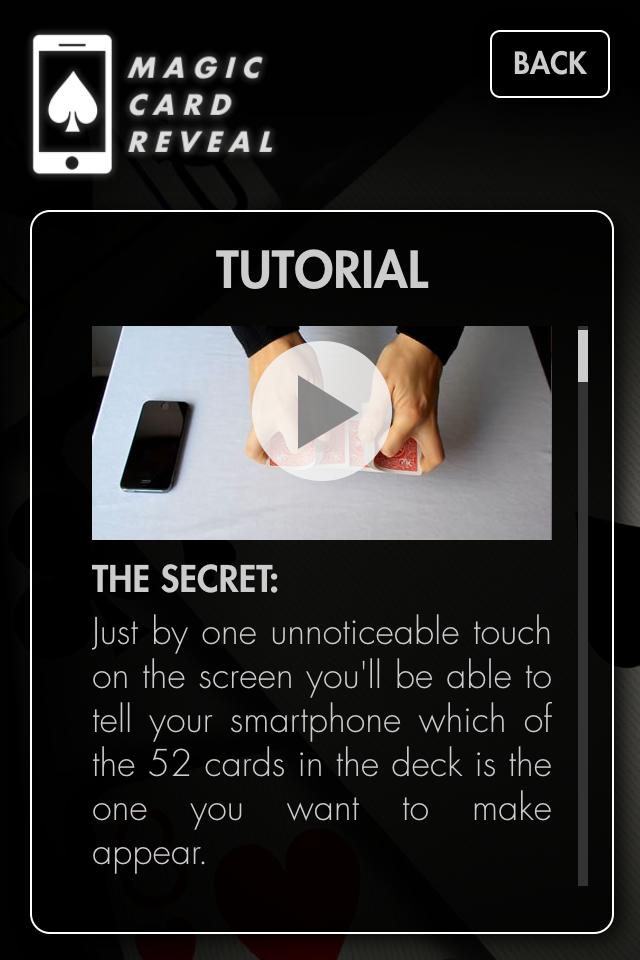 MAGIC
CARD
REVEAL
BACK
TUTORIAL
THE SECRET:
Just by one unnoticeable touch
on the screen you'll be able to
tell your smartphone which of
the 52 cards in the deck is the
one you want to make
appear.